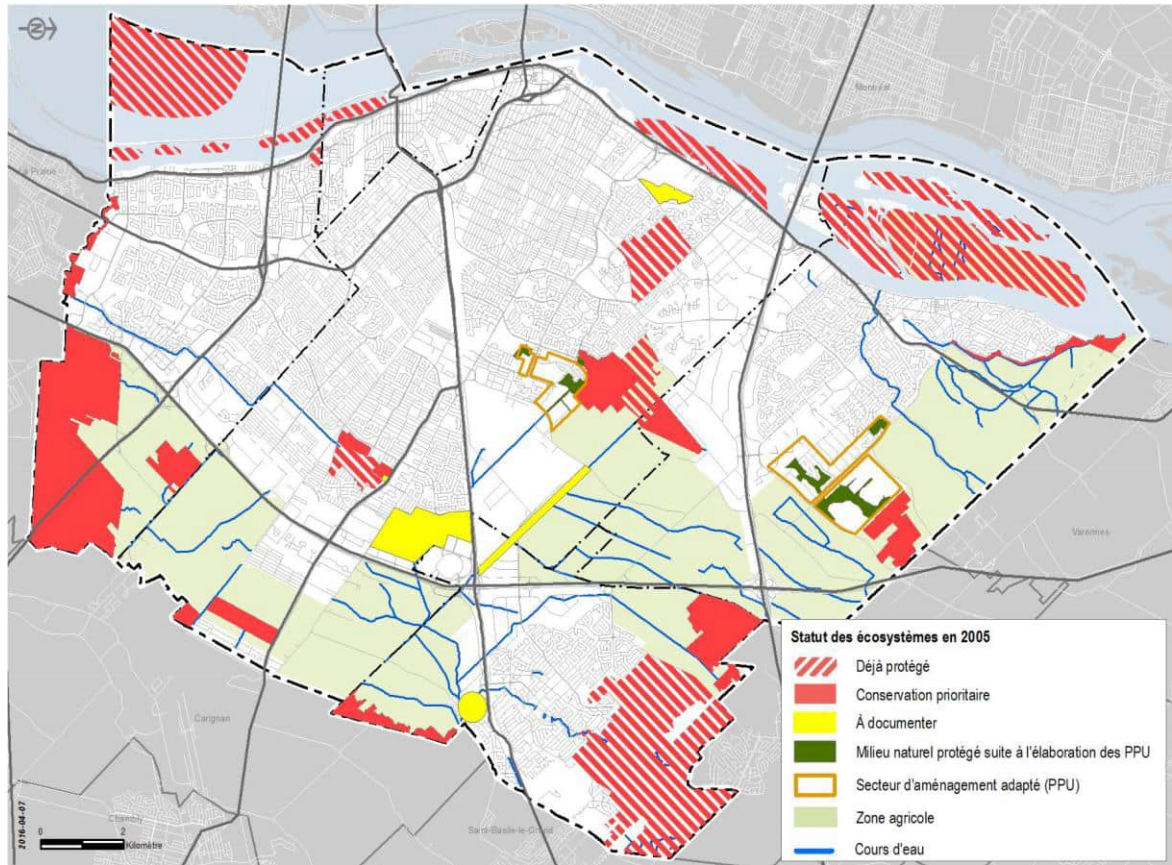 N
Montréal
La Prairie
Varennes
Carignan
Chambly
Saint-Basile-le-Grand
2016-04-07
0 2
Kilomètre
Statut des écosystèmes en 2005
Déjà protégé
Conservation prioritaire
À documenter
Milieu naturel protégé suite à l'élaboration des PPU
Secteur d'aménagement adapté (PPU)
Zone agricole
Cours d'eau